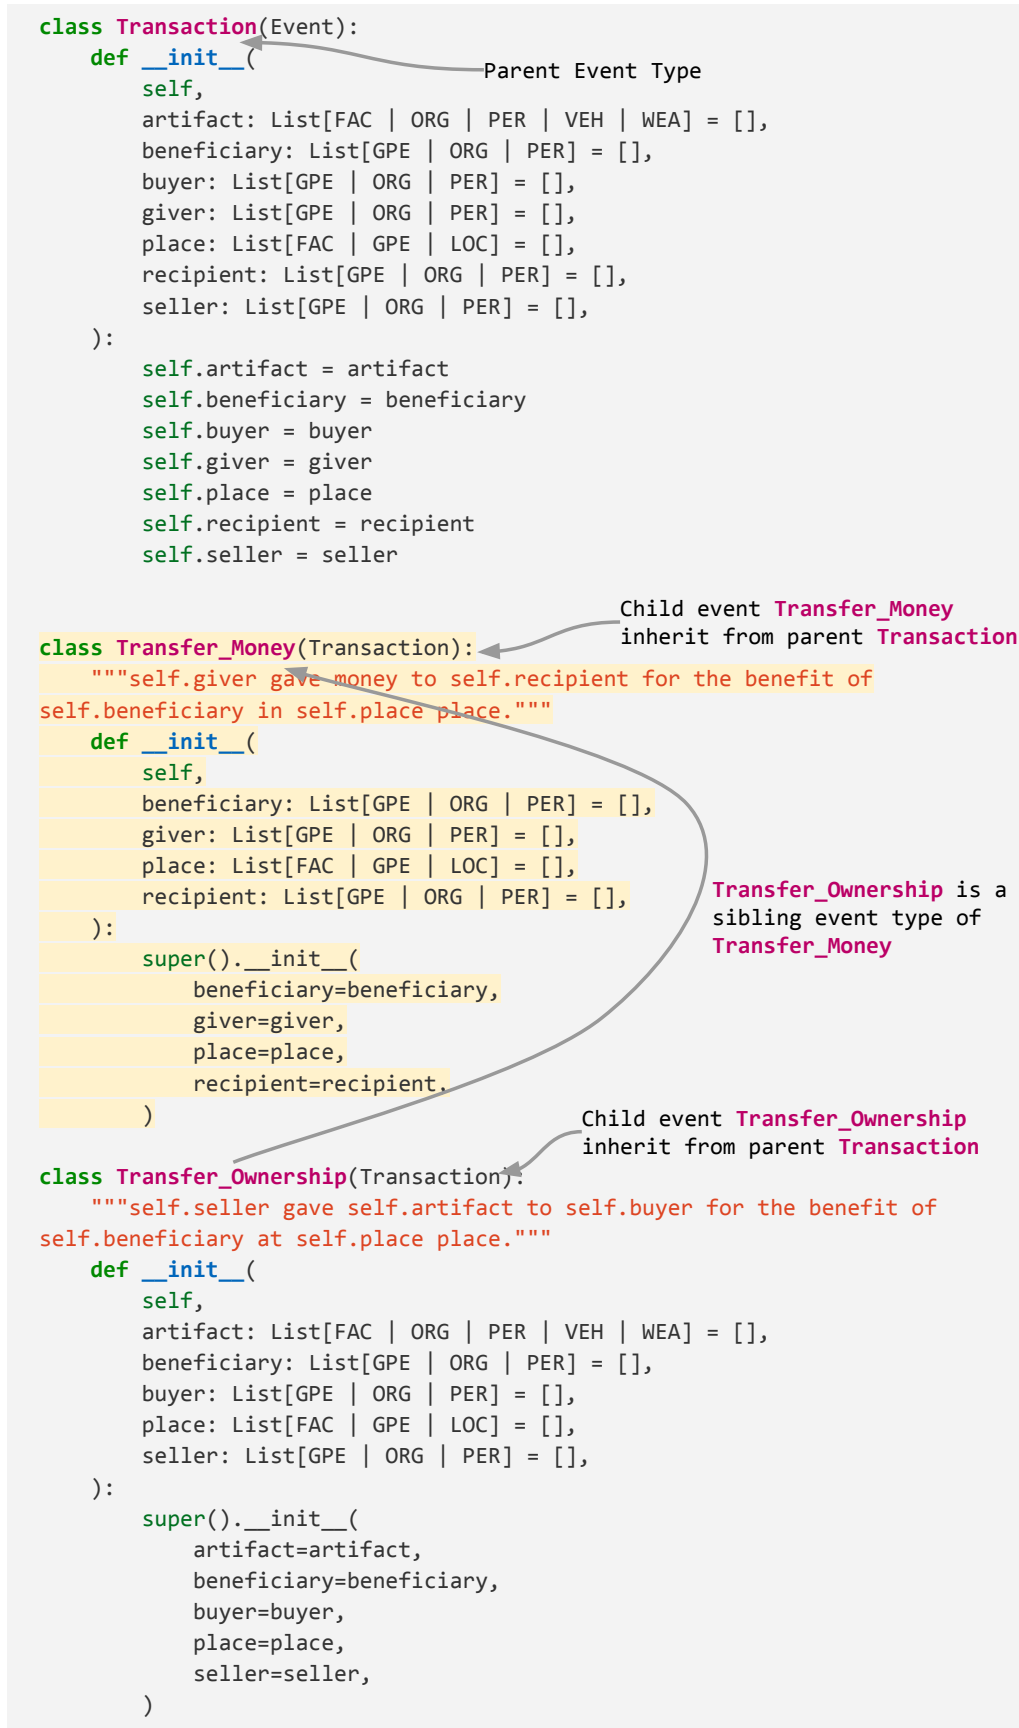 class Transaction(Event):
    def __init__(
Parent Event Type
        self,
        artifact: List[FAC | ORG | PER | VEH | WEA] = [],
        beneficiary: List[GPE | ORG | PER] = [],
        buyer: List[GPE | ORG | PER] = [],
        giver: List[GPE | ORG | PER] = [],
        place: List[FAC | GPE | LOC] = [],
        recipient: List[GPE | ORG | PER] = [],
        seller: List[GPE | ORG | PER] = [],
    ):
        self.artifact = artifact
        self.beneficiary = beneficiary
        self.buyer = buyer
        self.giver = giver
        self.place = place
        self.recipient = recipient
        self.seller = seller
Child event Transfer_Money
inherit from parent Transaction
class Transfer_Money(Transaction):
    """self.giver gave money to self.recipient for the benefit of
self.beneficiary in self.place place."""
    def __init__(
        self,
        beneficiary: List[GPE | ORG | PER] = [],
        giver: List[GPE | ORG | PER] = [],
        place: List[FAC | GPE | LOC] = [],
        recipient: List[GPE | ORG | PER] = [],
    ):
        super().__init__(
            beneficiary=beneficiary,
            giver=giver,
            place=place,
            recipient=recipient,
        )
Transfer_Ownership is a
sibling event type of
Transfer_Money
Child event Transfer_Ownership
inherit from parent Transaction
class Transfer_Ownership(Transaction):
    """self.seller gave self.artifact to self.buyer for the benefit of
self.beneficiary at self.place place."""
    def __init__(
        self,
        artifact: List[FAC | ORG | PER | VEH | WEA] = [],
        beneficiary: List[GPE | ORG | PER] = [],
        buyer: List[GPE | ORG | PER] = [],
        place: List[FAC | GPE | LOC] = [],
        seller: List[GPE | ORG | PER] = [],
    ):
        super().__init__(
            artifact=artifact,
            beneficiary=beneficiary,
            buyer=buyer,
            place=place,
            seller=seller,
        )